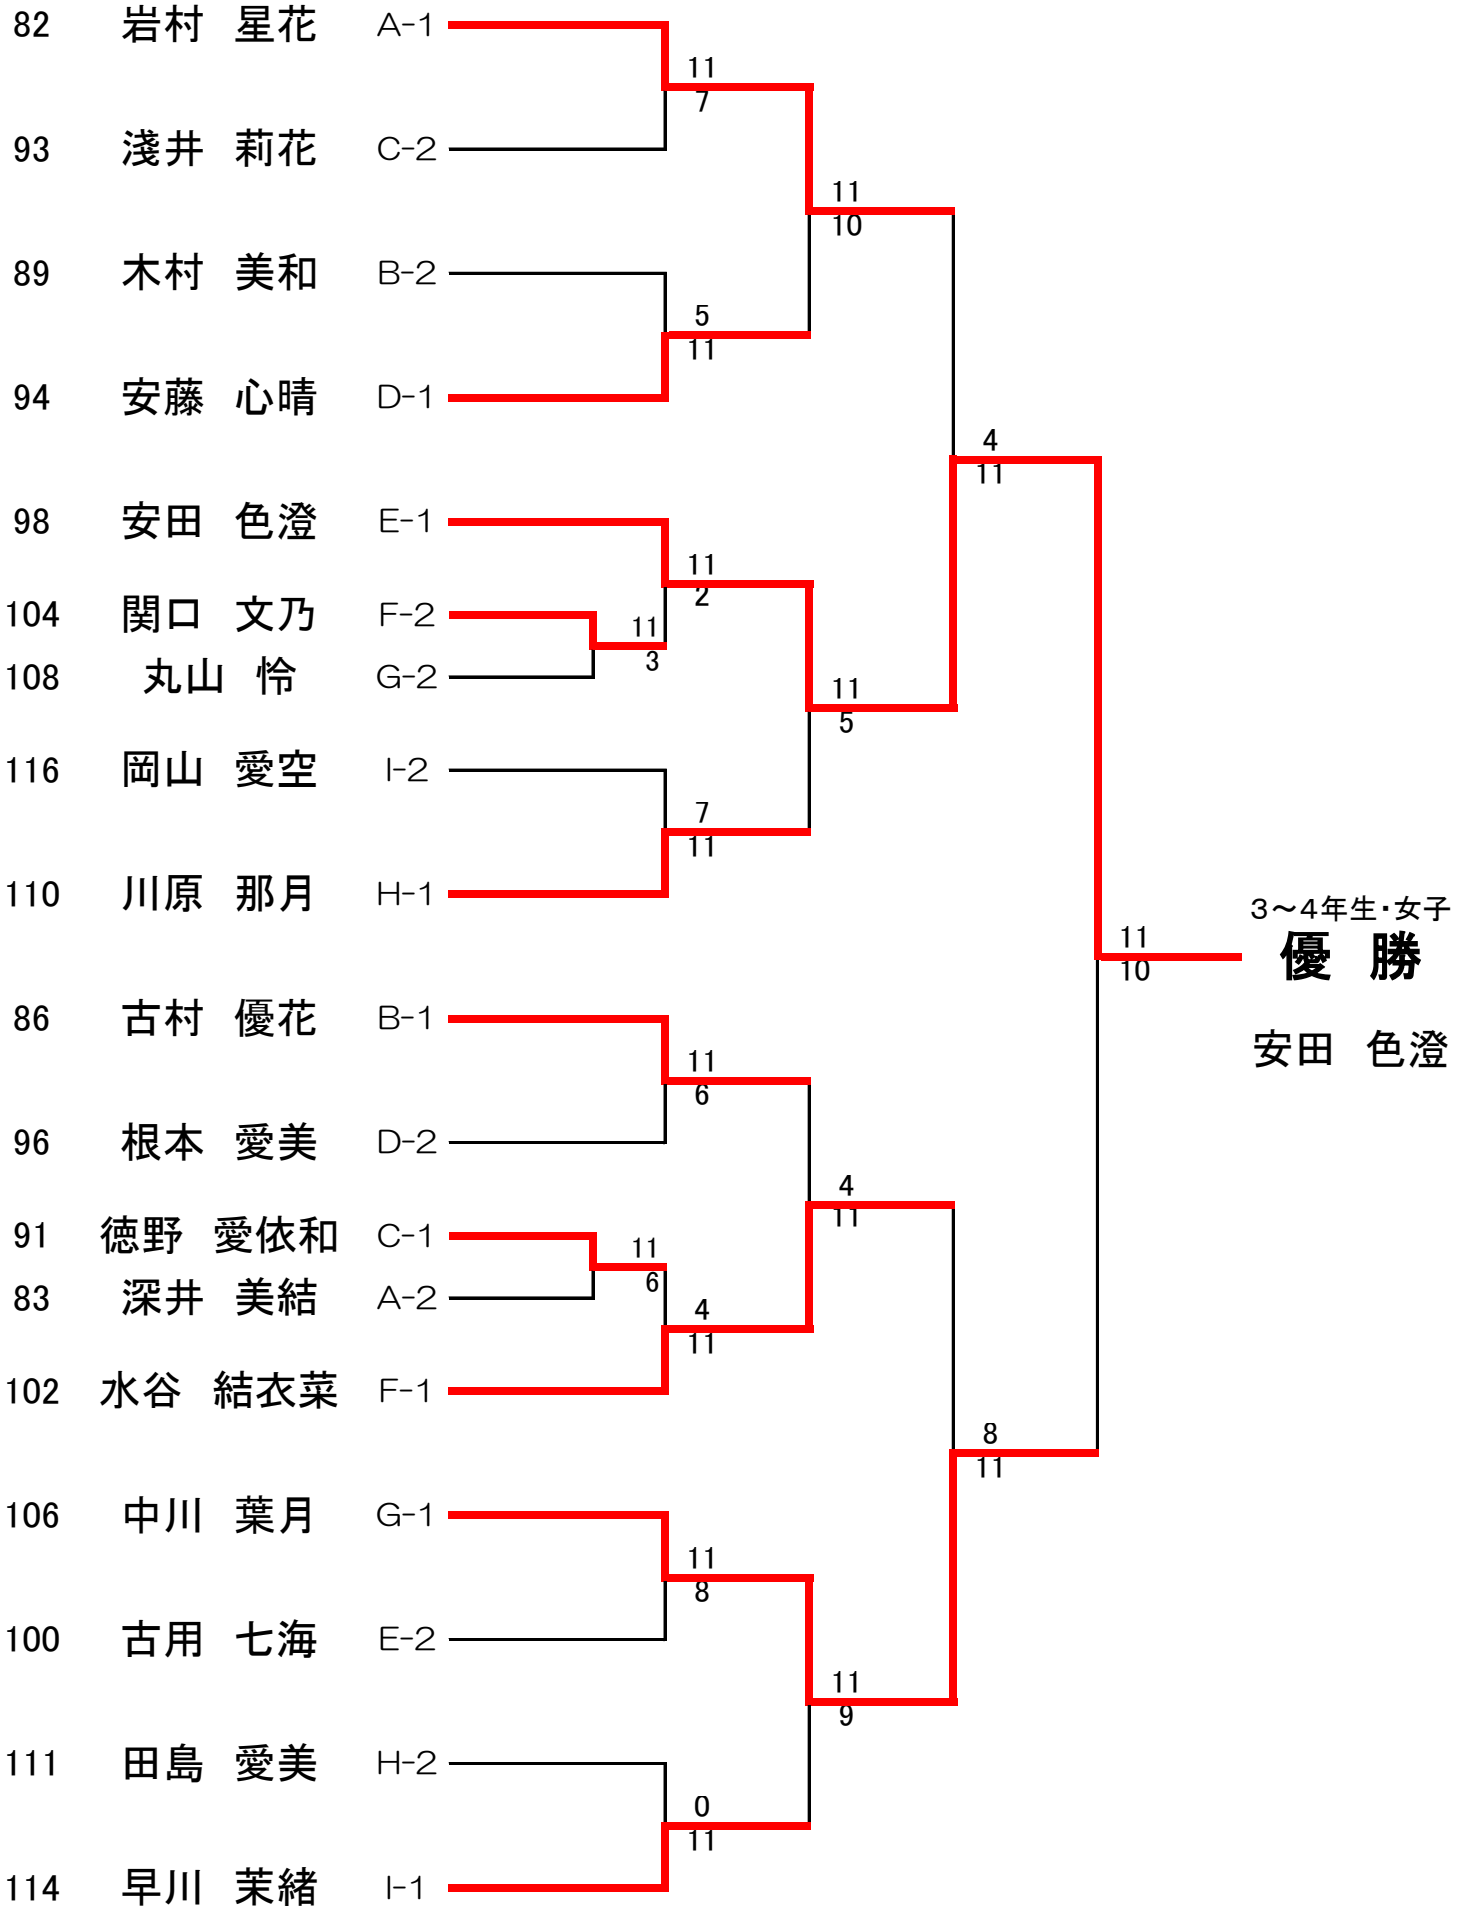 82 岩村 星花 A-1
11
7
93 淺井 莉花 C-2
11
10
89 木村 美和 B-2
5
11
94 安藤 心晴 D-1
4
11
98 安田 色澄 E-1
11
2
104 関口 文乃 F-2
11
3
108 丸山 怜 G-2
11
5
116 岡山 愛空 I-2
7
11
110 川原 那月 H-1
3～4年生・女子
11
10
優 勝
安田 色澄
86 古村 優花 B-1
11
6
96 根本 愛美 D-2
4
11
91 徳野 愛依和 C-1
11
6
83 深井 美結 A-2
4
11
102 水谷 結衣菜 F-1
8
11
106 中川 葉月 G-1
11
8
100 古用 七海 E-2
11
9
111 田島 愛美 H-2
0
11
114 早川 茉緒 I-1